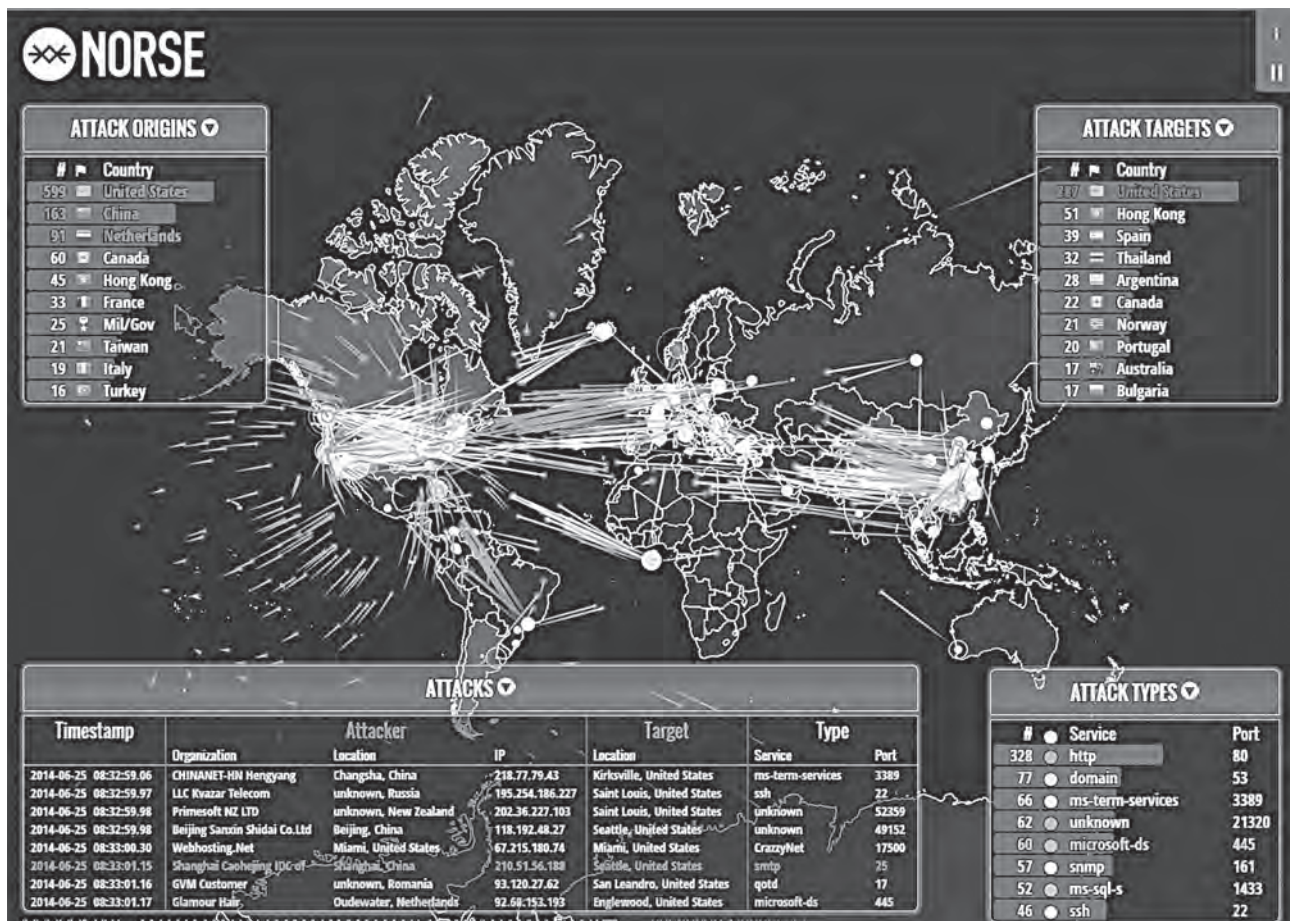 NORSE
i
II
ATTACK ORIGINS
# Country
599 United States
163 China
91 Netherlands
60 Canada
45 Hong Kong
33 France
25 Mil/Gov
21 Taiwan
19 Italy
16 Turkey
ATTACK TARGETS
# Country
United States
51 Hong Kong
39 Spain
32 Thailand
28 Argentina
22 Canada
21 Norway
20 Portugal
17 Australia
17 Bulgaria
ATTACKS
Timestamp Attacker Target Type
Organization Location IP Location Service Port
2014-06-25 08:32:59.06 CHINANET-HN Hengyang Changsha, China 218.77.79.43 Kirksville, United States ms-term-services 3389
2014-06-25 08:32:59.97 LLC Kvazar Telecom unknown, Russia 195.254.186.227 Saint Louis, United States ssh 22
2014-06-25 08:32:59.98 Primesoft NZ LTD unknown, New Zealand 202.36.227.103 Saint Louis, United States unknown 52359
2014-06-25 08:32:59.98 Beijing Sanxin Shidai Co.Ltd Beijing, China 118.192.48.27 Seattle, United States unknown 49152
2014-06-25 08:33:00.30 Webhosting.Net Miami, United States 67.215.180.74 Miami, United States CrazzyNet 17500
2014-06-25 08:33:01.15 Shanghai Caohejing IDC of Shanghai, China 210.51.56.188 Seattle, United States smtp 25
2014-06-25 08:33:01.16 GVM Customer unknown, Romania 93.120.27.62 San Leandro, United States qotd 17
2014-06-25 08:33:01.17 Glamour Hair Oudewater, Netherlands 92.68.153.193 Englewood, United States microsoft-ds 445
ATTACK TYPES
# Service Port
328 http 80
77 domain 53
66 ms-term-services 3389
62 unknown 21320
60 microsoft-ds 445
57 snmp 161
52 ms-sql-s 1433
46 ssh 22